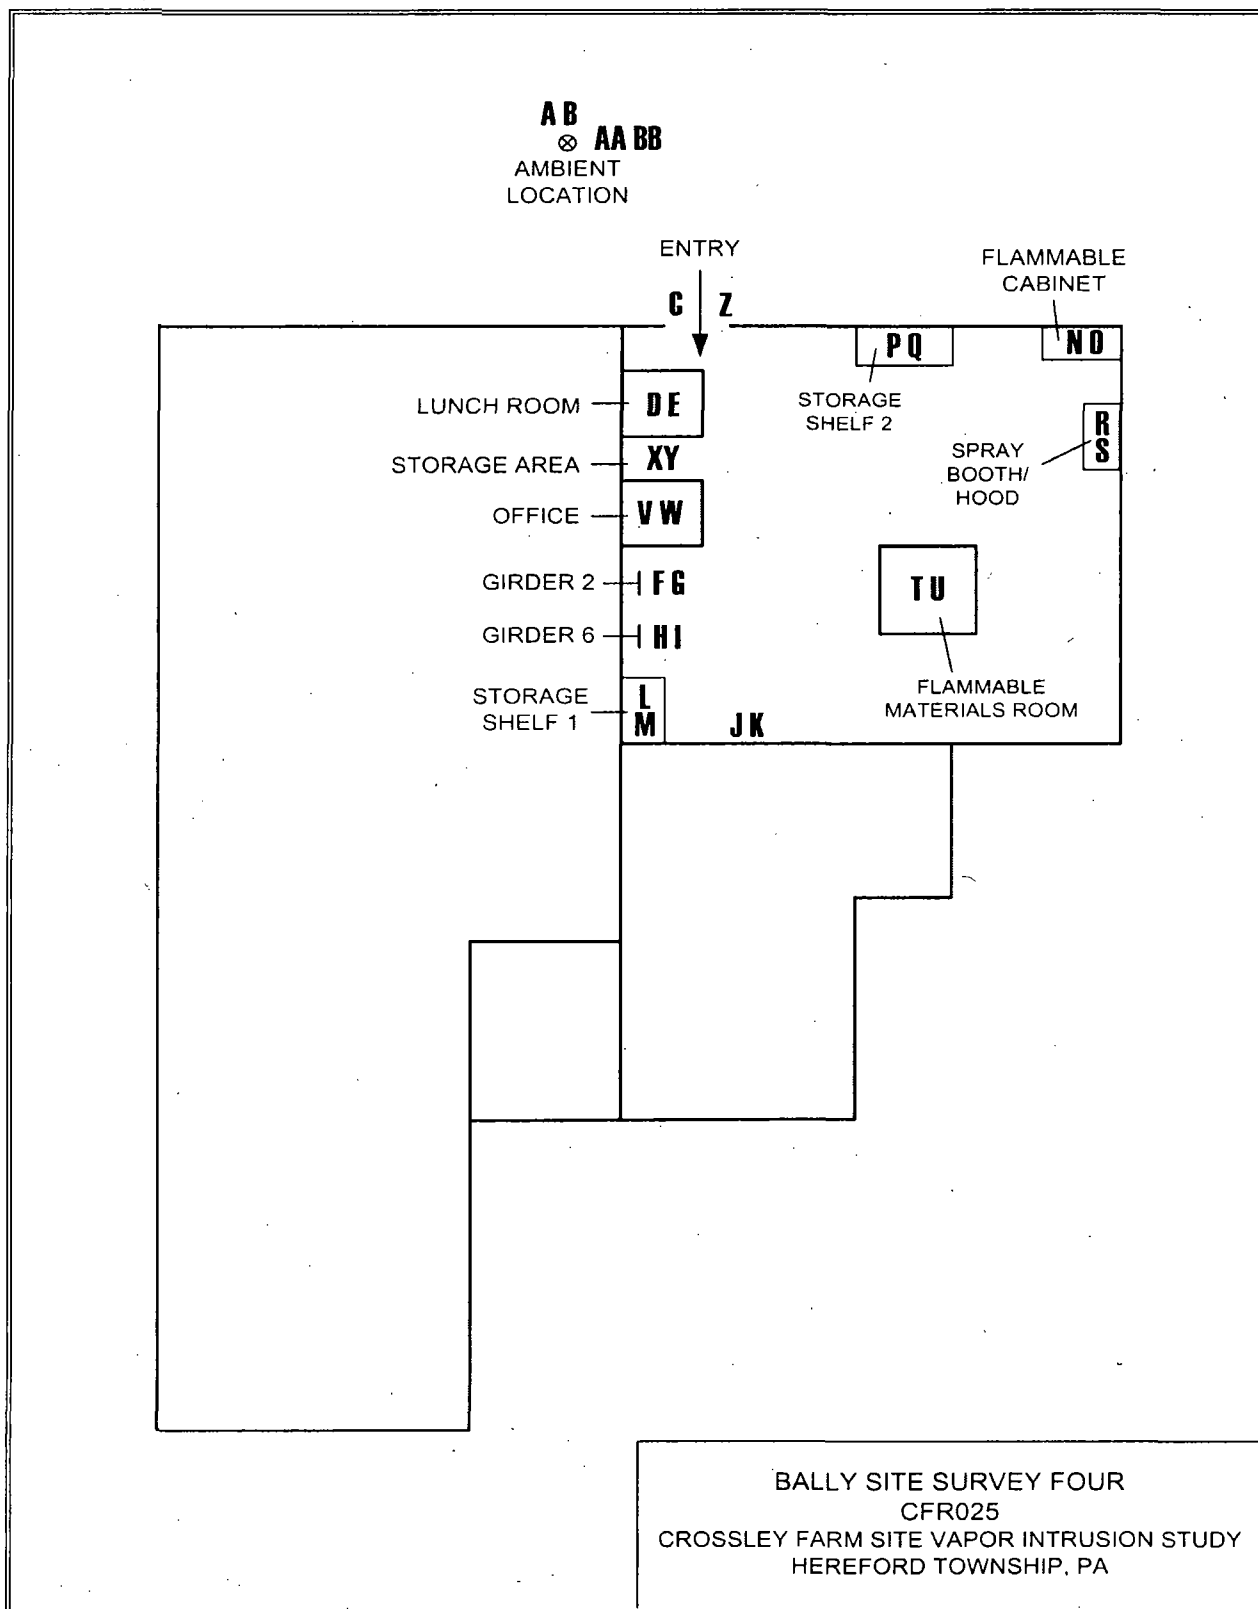 A B
AA BB
AMBIENT
LOCATION
ENTRY
C Z
FLAMMABLE
CABINET
P Q
N O
STORAGE
SHELF 2
LUNCH ROOM
D E
R
S
SPRAY
BOOTH/
HOOD
STORAGE AREA
XY
OFFICE
V W
GIRDER 2
F G
T U
GIRDER 6
H I
FLAMMABLE
MATERIALS ROOM
STORAGE
SHELF 1
L
M
J K
BALLY SITE SURVEY FOUR
CFR025
CROSSLEY FARM SITE VAPOR INTRUSION STUDY
HEREFORD TOWNSHIP, PA